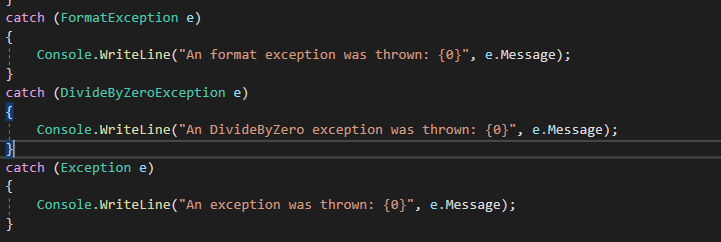 catch (FormatException e)
{
    Console.WriteLine("An format exception was thrown: {0}", e.Message);
}
catch (DivideByZeroException e)
{
    Console.WriteLine("An DivideByZero exception was thrown: {0}", e.Message);
}
catch (Exception e)
{
    Console.WriteLine("An exception was thrown: {0}", e.Message);
}